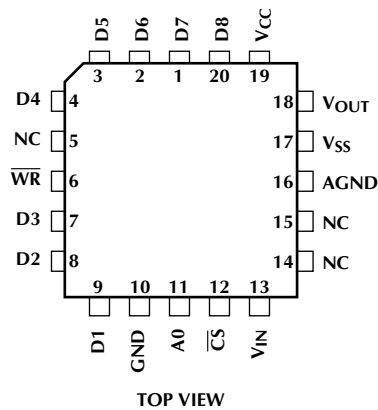 D5 D6 D7 D8 VCC
3 2 1 20 19
D4 4 18 VOUT
NC 5 17 VSS
W̅R̅ 6 16 AGND
D3 7 15 NC
D2 8 14 NC
9 10 11 12 13
D1 GND A0 C̅S̅ VIN
TOP VIEW